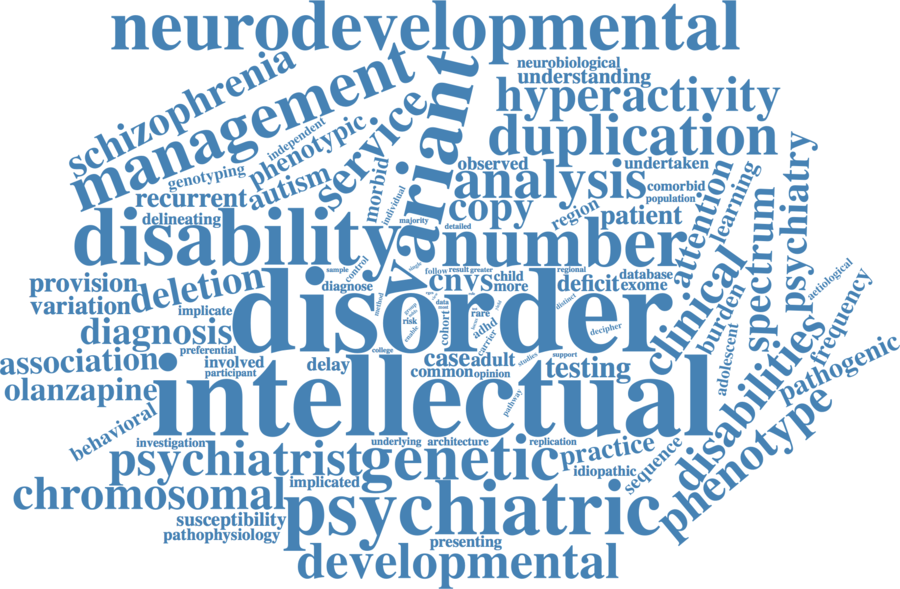 neurodevelopmental
schizophrenia
management
variant
neurobiological
understanding
hyperactivity
duplication
independent
phenotypic
service
genotyping
autism
recurrent
delineating
morbid
individual
majority
observed
undertaken
analysis
comorbid
population
copy
detailed
region
patient
attention
learning
spectrum
psychiatry
disability
number
provision
variation
deletion
implicate
sample
control
diagnose
single
follow
result
greater
regional
cnvs
child
more
deficit
database
exome
disorder
method
group
risk
enable
data
cohort
rare
adhd
carrier
distinct
decipher
clinical
burden
adolescent
aetiological
frequency
diagnosis
preferential
association
involved
participant
olanzapine
delay
college
case
adult
common
opinion
studies
support
testing
pathway
intellectual
disabilities
pathogenic
phenotype
behavioral
investigation
underlying
architecture
replication
psychiatrist
genetic
practice
idiopathic
sequence
implicated
chromosomal
psychiatric
susceptibility
pathophysiology
presenting
developmental